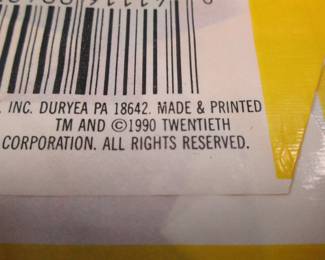 . INC. DURYEA PA 18642. MADE & PRINTED
TM AND ©1990 TWENTIETH
CORPORATION. ALL RIGHTS RESERVED.